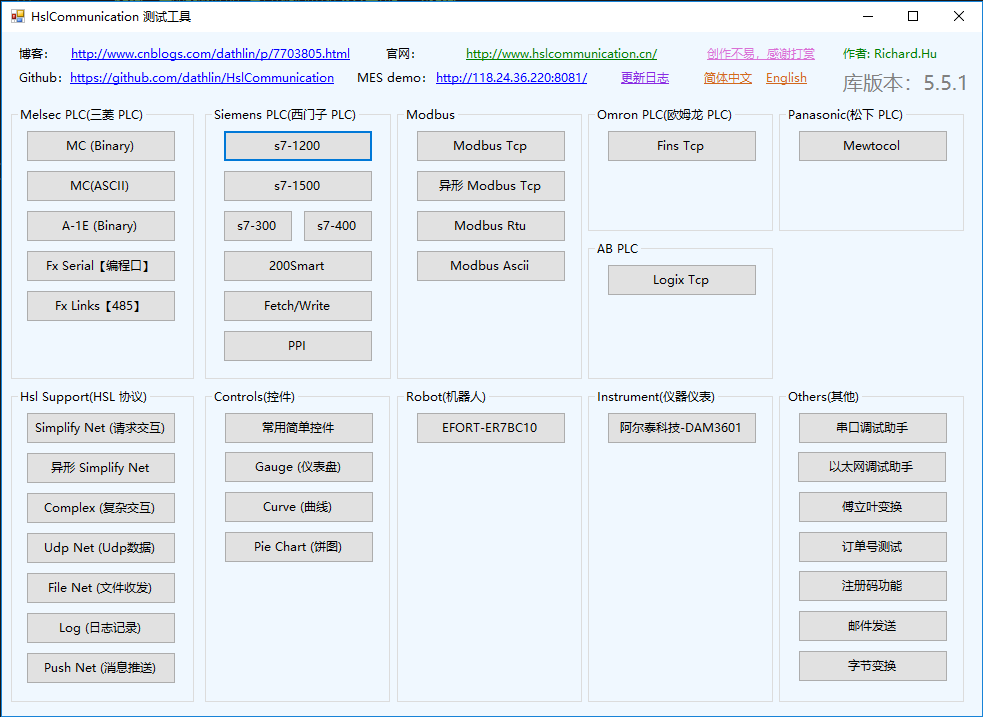 HslCommunication 测试工具
博客： http://www.cnblogs.com/dathlin/p/7703805.html 官网： http://www.hslcommunication.cn/ 创作不易，感谢打赏 作者: Richard.Hu
Github： https://github.com/dathlin/HslCommunication MES demo： http://118.24.36.220:8081/ 更新日志 简体中文 English 库版本： 5.5.1
Melsec PLC(三菱 PLC)
MC (Binary)
MC(ASCII)
A-1E (Binary)
Fx Serial【编程口】
Fx Links【485】
Siemens PLC(西门子 PLC)
s7-1200
s7-1500
s7-300 s7-400
200Smart
Fetch/Write
PPI
Modbus
Modbus Tcp
异形 Modbus Tcp
Modbus Rtu
Modbus Ascii
Omron PLC(欧姆龙 PLC)
Fins Tcp
AB PLC
Logix Tcp
Panasonic(松下 PLC)
Mewtocol
Hsl Support(HSL 协议)
Simplify Net (请求交互)
异形 Simplify Net
Complex (复杂交互)
Udp Net (Udp数据)
File Net (文件收发)
Log (日志记录)
Push Net (消息推送)
Controls(控件)
常用简单控件
Gauge (仪表盘)
Curve (曲线)
Pie Chart (饼图)
Robot(机器人)
EFORT-ER7BC10
Instrument(仪器仪表)
阿尔泰科技-DAM3601
Others(其他)
串口调试助手
以太网调试助手
傅立叶变换
订单号测试
注册码功能
邮件发送
字节变换